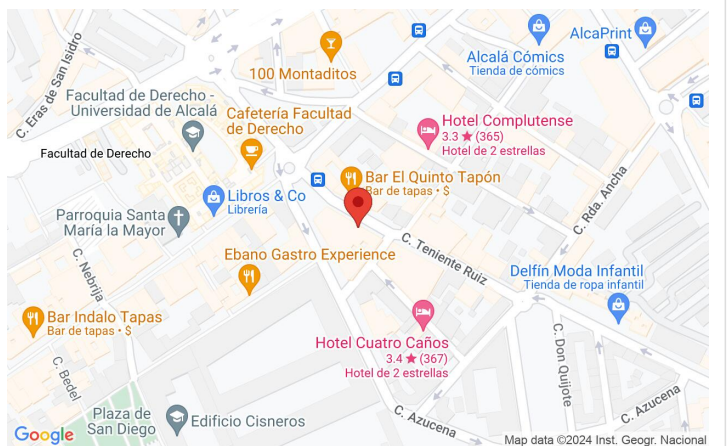 C. Eras de San Isidro
100 Montaditos
Alcalá Cómics
Tienda de cómics
AlcaPrint
Facultad de Derecho -
Universidad de Alcalá
Cafetería Facultad
de Derecho
Hotel Complutense
3.3 ★ (365)
Hotel de 2 estrellas
Facultad de Derecho
Bar El Quinto Tapón
Bar de tapas • $
Libros & Co
Librería
C. Rda. Ancha
Parroquia Santa
María la Mayor
C. Teniente Ruiz
Ebano Gastro Experience
C. Nebrija
Delfín Moda Infantil
Tienda de ropa infantil
Bar Indalo Tapas
Bar de tapas • $
Hotel Cuatro Caños
3.4 ★ (367)
Hotel de 2 estrellas
C. Don Quijote
C. Bedel
C. Azucena
C. Azucena
Plaza de
San Diego
Edificio Cisneros
Google
Map data ©2024 Inst. Geogr. Nacional